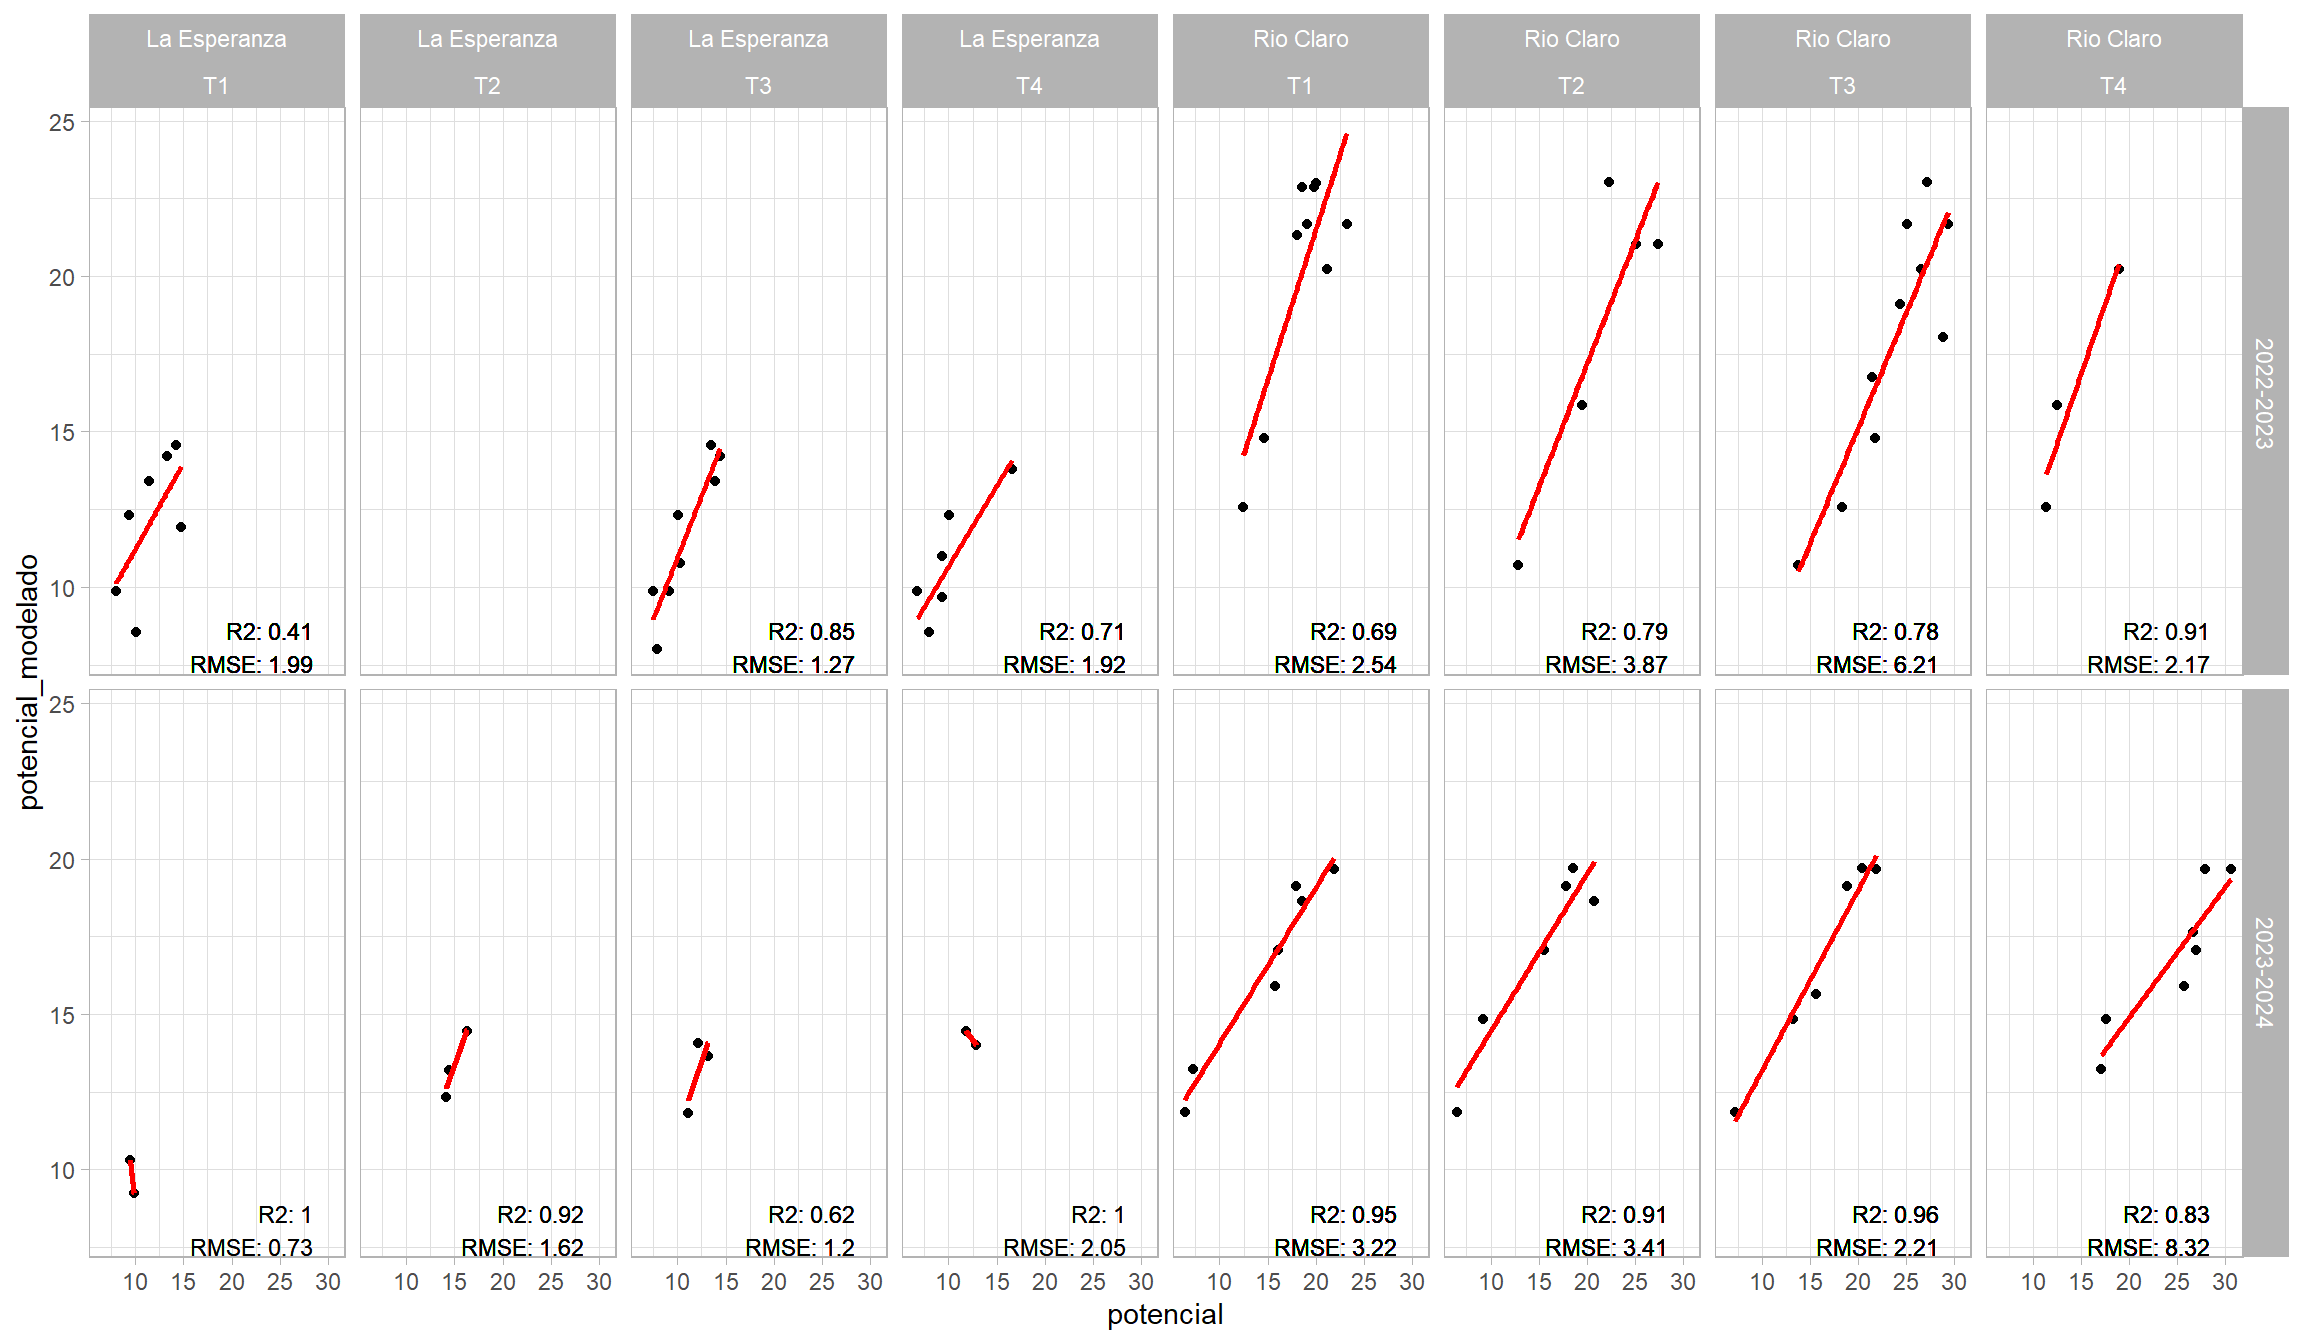 La Esperanza La Esperanza La Esperanza La Esperanza Rio Claro Rio Claro Rio Claro Rio Claro
T1 T2 T3 T4 T1 T2 T3 T4
25
20
15
10
R2: 0.41 R2: 0.85 R2: 0.71 R2: 0.69 R2: 0.79 R2: 0.78 R2: 0.91
RMSE: 1.99 RMSE: 1.27 RMSE: 1.92 RMSE: 2.54 RMSE: 3.87 RMSE: 6.21 RMSE: 2.17
2022-2023
potencial_modelado
25
20
15
10
R2: 1 R2: 0.92 R2: 0.62 R2: 1 R2: 0.95 R2: 0.91 R2: 0.96 R2: 0.83
RMSE: 0.73 RMSE: 1.62 RMSE: 1.2 RMSE: 2.05 RMSE: 3.22 RMSE: 3.41 RMSE: 2.21 RMSE: 8.32
2023-2024
10 15 20 25 30 10 15 20 25 30 10 15 20 25 30 10 15 20 25 30 10 15 20 25 30 10 15 20 25 30 10 15 20 25 30 10 15 20 25 30
potencial